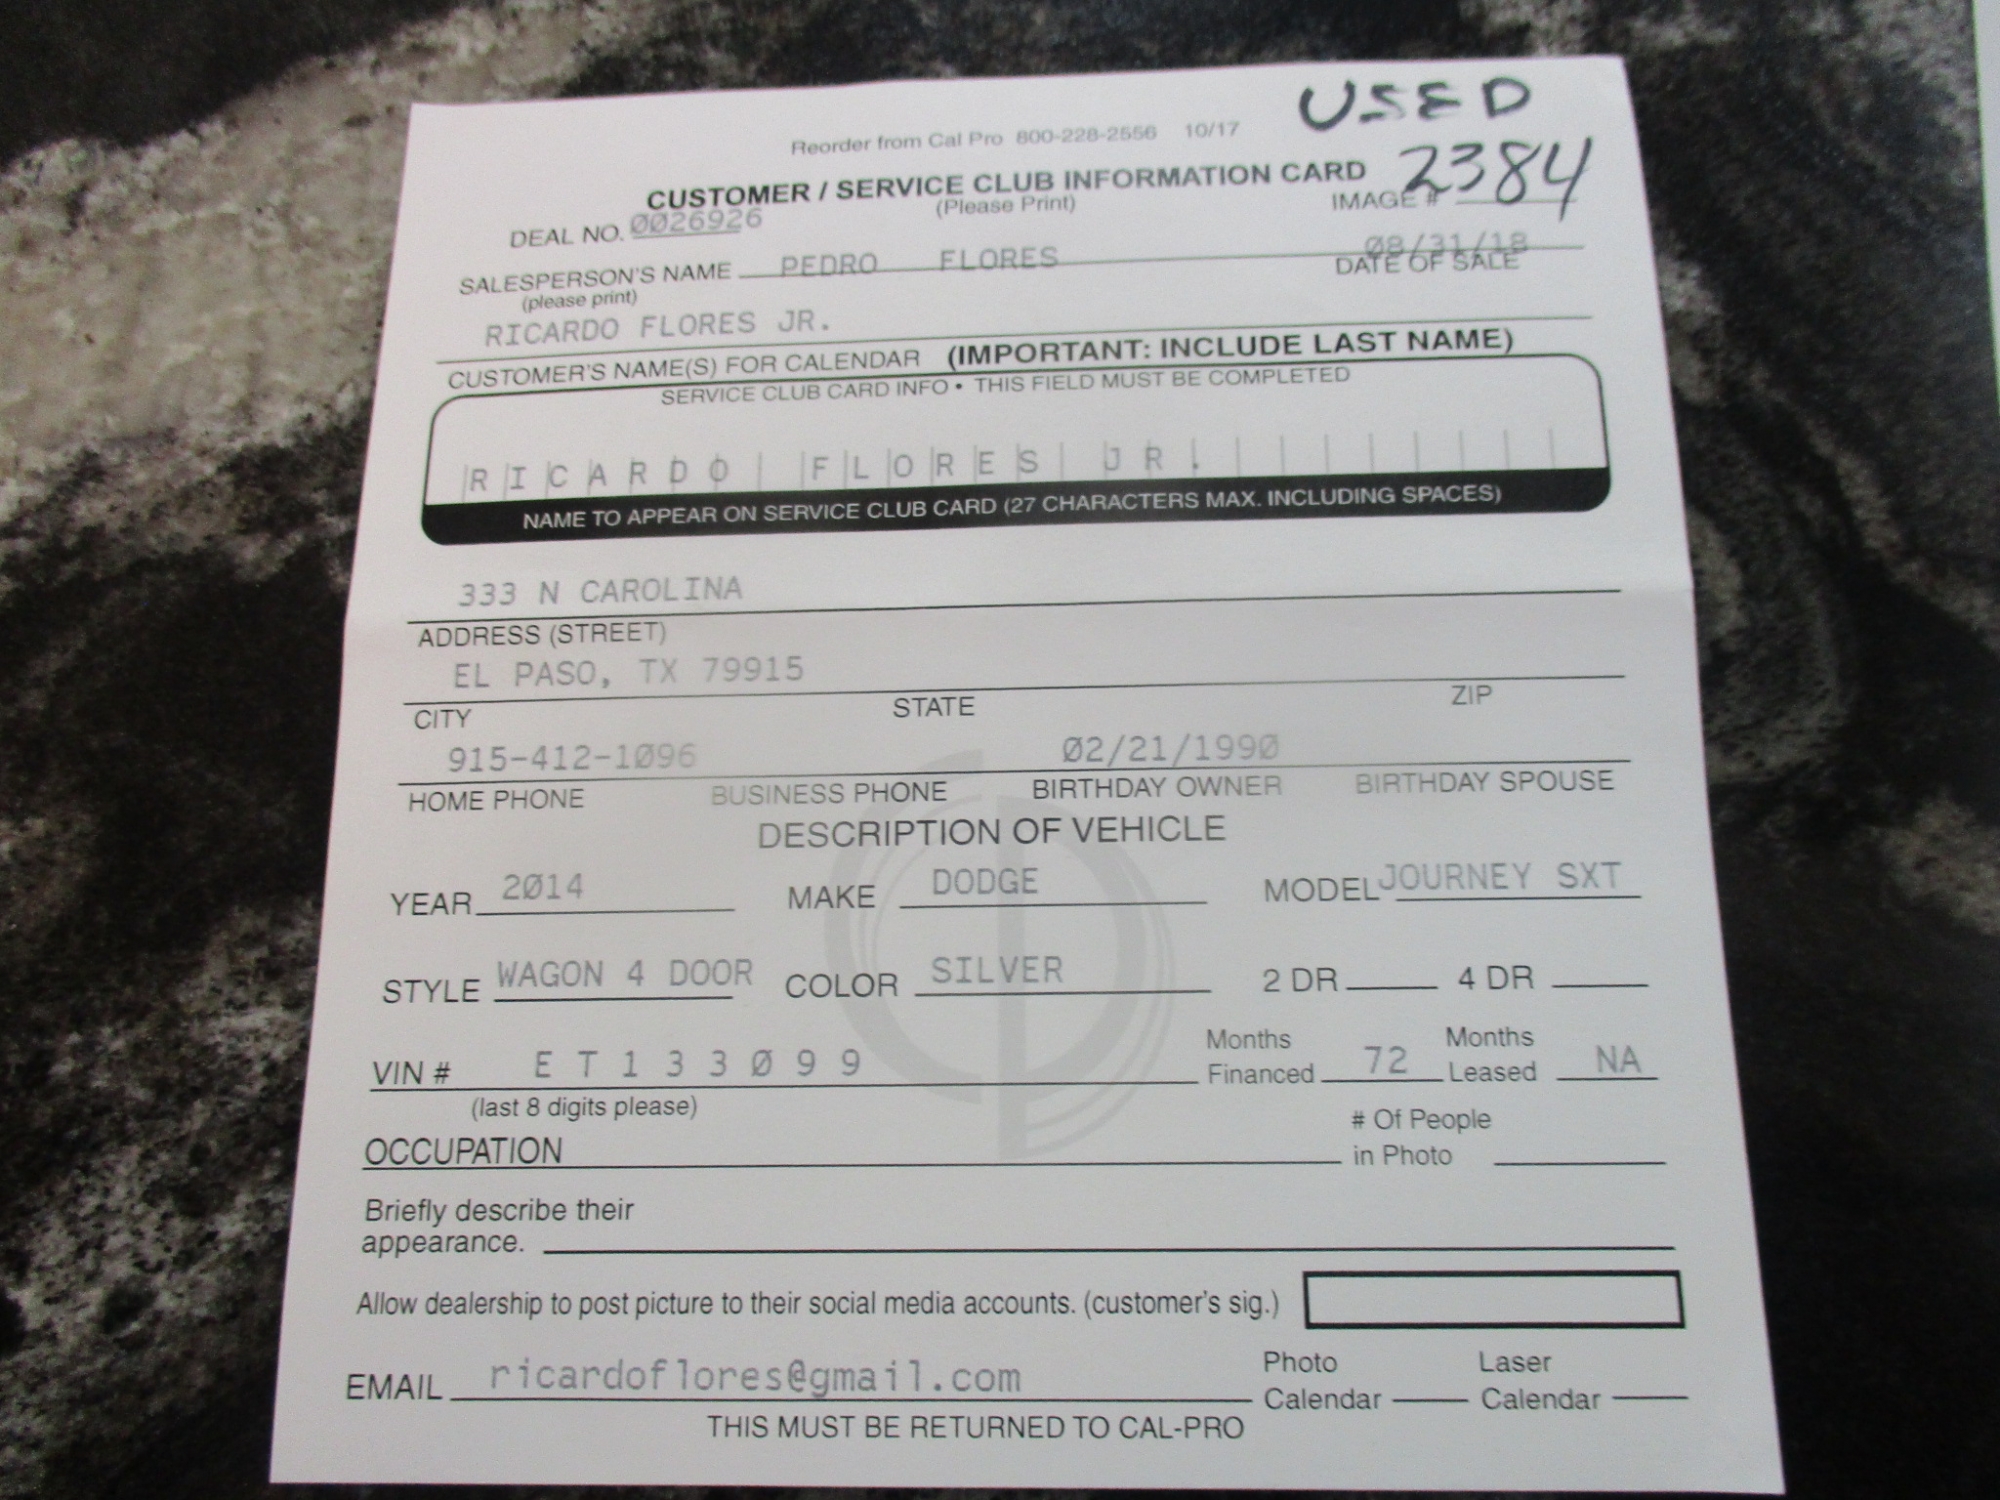 USED
Reorder from Cal Pro 800-228-2556 10/17
CUSTOMER / SERVICE CLUB INFORMATION CARD
(Please Print)
IMAGE # 2384
DEAL NO. 0026926
SALESPERSON'S NAME PEDRO FLORES
08/31/18
(please print)
DATE OF SALE
RICARDO FLORES JR.
CUSTOMER'S NAME(S) FOR CALENDAR (IMPORTANT: INCLUDE LAST NAME)
SERVICE CLUB CARD INFO • THIS FIELD MUST BE COMPLETED
RICARDO FLORES JR.
NAME TO APPEAR ON SERVICE CLUB CARD (27 CHARACTERS MAX. INCLUDING SPACES)
333 N CAROLINA
ADDRESS (STREET)
EL PASO, TX 79915
CITY STATE ZIP
915-412-1096 02/21/1990
HOME PHONE BUSINESS PHONE BIRTHDAY OWNER BIRTHDAY SPOUSE
DESCRIPTION OF VEHICLE
YEAR 2014 MAKE DODGE MODEL JOURNEY SXT
STYLE WAGON 4 DOOR COLOR SILVER 2 DR 4 DR
VIN # E T 1 3 3 0 9 9 Months Financed 72 Months Leased NA
(last 8 digits please)
OCCUPATION # Of People in Photo
Briefly describe their
appearance.
Allow dealership to post picture to their social media accounts. (customer's sig.)
EMAIL ricardoflores@gmail.com Photo Calendar Laser Calendar
THIS MUST BE RETURNED TO CAL-PRO